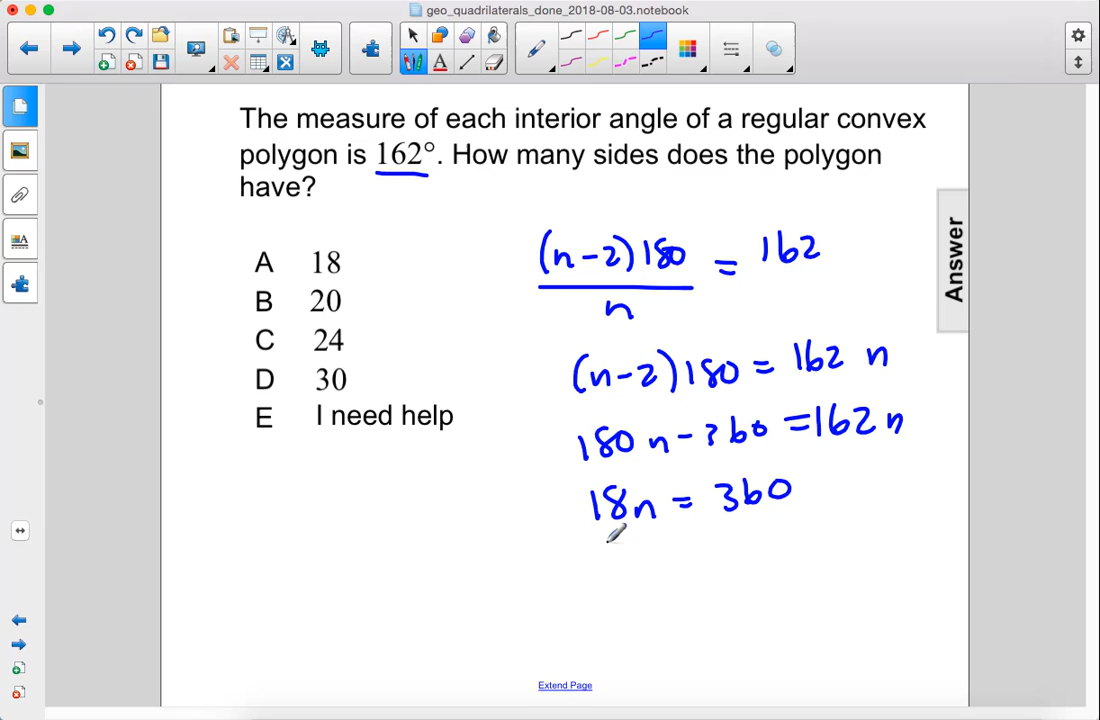 geo_quadrilaterals_done_2018-08-03.notebook
The measure of each interior angle of a regular convex
polygon is 162°. How many sides does the polygon
have?
A 18
B 20
C 24
D 30
E I need help
(n-2)180 = 162
n
(n-2)180 = 162 n
180 n - 360 = 162 n
18n = 360
Answer
Extend Page